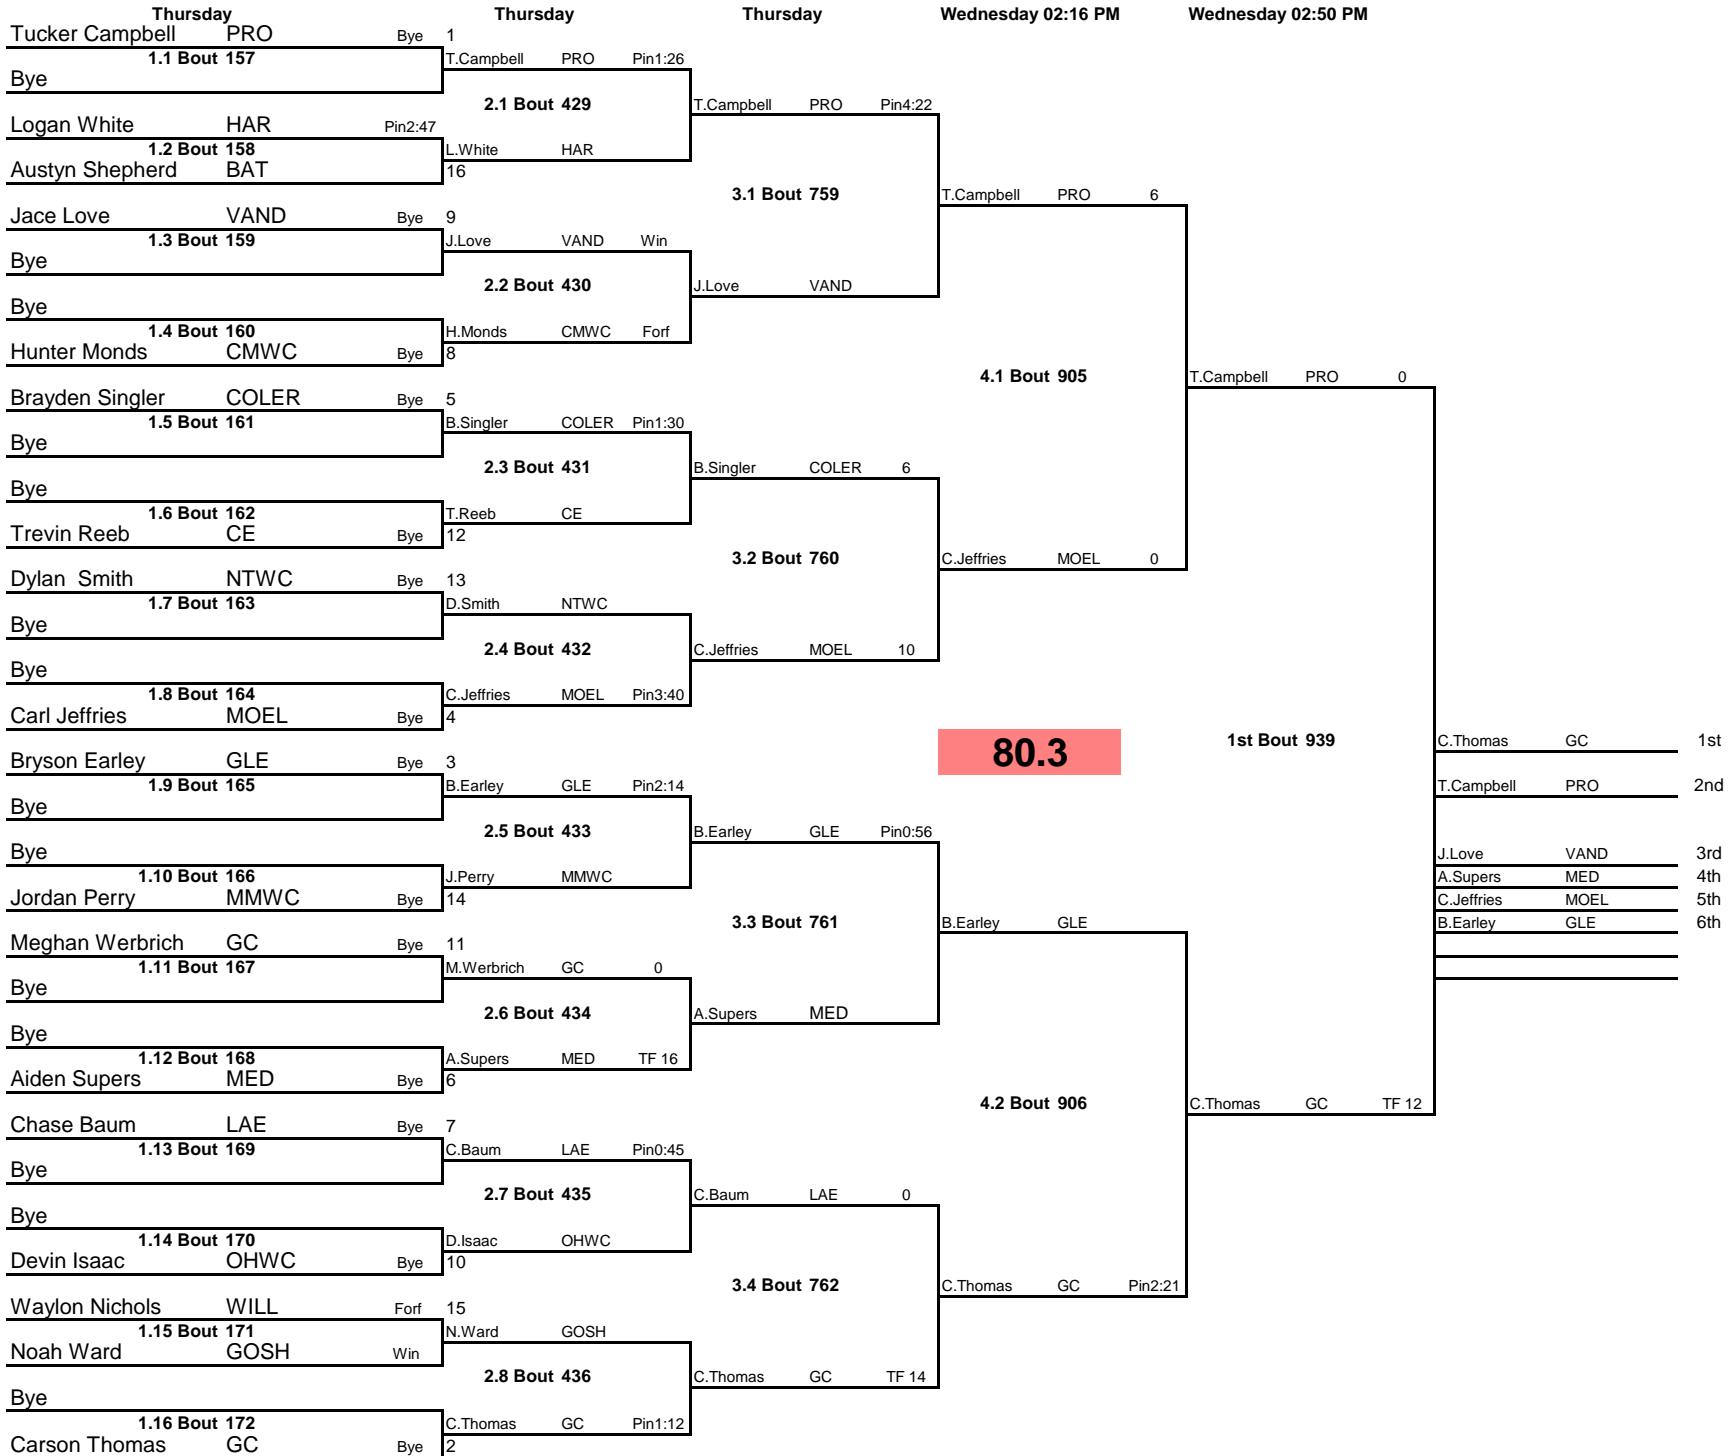 Thursday Thursday Thursday Wednesday 02:16 PM Wednesday 02:50 PM
Tucker Campbell PRO Bye 1
1.1 Bout 157 T.Campbell PRO Pin1:26
Bye
2.1 Bout 429 T.Campbell PRO Pin4:22
Logan White HAR Pin2:47
1.2 Bout 158 L.White HAR
Austyn Shepherd BAT 16
3.1 Bout 759 T.Campbell PRO 6
Jace Love VAND Bye 9
1.3 Bout 159 J.Love VAND Win
Bye
2.2 Bout 430 J.Love VAND
Bye
1.4 Bout 160 H.Monds CMWC Forf
Hunter Monds CMWC Bye 8
4.1 Bout 905 T.Campbell PRO 0
Brayden Singler COLER Bye 5
1.5 Bout 161 B.Singler COLER Pin1:30
Bye
2.3 Bout 431 B.Singler COLER 6
Bye
1.6 Bout 162 T.Reeb CE
Trevin Reeb CE Bye 12
3.2 Bout 760 C.Jeffries MOEL 0
Dylan Smith NTWC Bye 13
1.7 Bout 163 D.Smith NTWC
Bye
2.4 Bout 432 C.Jeffries MOEL 10
Bye
1.8 Bout 164 C.Jeffries MOEL Pin3:40
Carl Jeffries MOEL Bye 4
80.3 1st Bout 939 C.Thomas GC 1st
Bryson Earley GLE Bye 3
1.9 Bout 165 B.Earley GLE Pin2:14 T.Campbell PRO 2nd
Bye
2.5 Bout 433 B.Earley GLE Pin0:56
Bye J.Love VAND 3rd
1.10 Bout 166 J.Perry MMWC A.Supers MED 4th
Jordan Perry MMWC Bye 14 C.Jeffries MOEL 5th
3.3 Bout 761 B.Earley GLE B.Earley GLE 6th
Meghan Werbrich GC Bye 11
1.11 Bout 167 M.Werbrich GC 0
Bye
2.6 Bout 434 A.Supers MED
Bye
1.12 Bout 168 A.Supers MED TF 16
Aiden Supers MED Bye 6
4.2 Bout 906 C.Thomas GC TF 12
Chase Baum LAE Bye 7
1.13 Bout 169 C.Baum LAE Pin0:45
Bye
2.7 Bout 435 C.Baum LAE 0
Bye
1.14 Bout 170 D.Isaac OHWC
Devin Isaac OHWC Bye 10
3.4 Bout 762 C.Thomas GC Pin2:21
Waylon Nichols WILL Forf 15
1.15 Bout 171 N.Ward GOSH
Noah Ward GOSH Win
2.8 Bout 436 C.Thomas GC TF 14
Bye
1.16 Bout 172 C.Thomas GC Pin1:12
Carson Thomas GC Bye 2